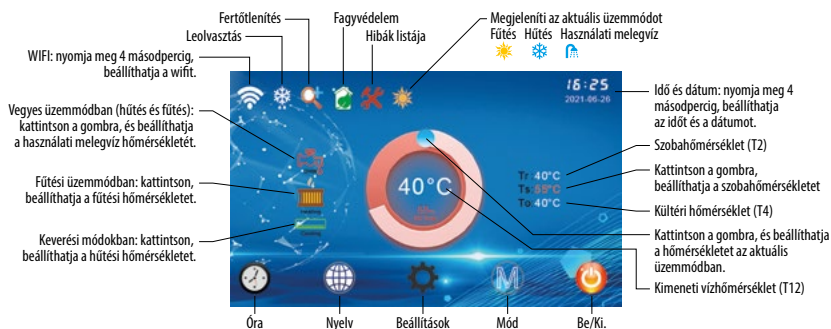 Fertőtlenítés
Fagyvédelem
Megjeleníti az aktuális üzemmódot
Leolvasztás
Hibák listája
Fűtés Hűtés Használati melegvíz
WIFI: nyomja meg 4 másodpercig,
beállíthatja a wifit.
Vegyes üzemmódban (hűtés és fűtés):
kattintson a gombra, és beállíthatja
a használati melegvíz hőmérsékletét.
Fűtési üzemmódban: kattintson,
beállíthatja a fűtési hőmérsékletet.
Keverési módokban: kattintson,
beállíthatja a hűtési hőmérsékletet.
16:25
2021-06-26
40°C
Tr:40°C
Ts:55°C
To:40°C
Heating
Cooling
M
Idő és dátum: nyomja meg 4
másodpercig, beállíthatja
az időt és a dátumot.
Szobahőmérséklet (T2)
Kattintson a gombra,
beállíthatja a szobahőmérsékletet
Kültéri hőmérséklet (T4)
Kattintson a gombra, és beállíthatja
a hőmérsékletet az aktuális
üzemmódban.
Kimeneti vízhőmérséklet (T12)
Óra
Nyelv
Beállítások
Mód
Be/Ki.